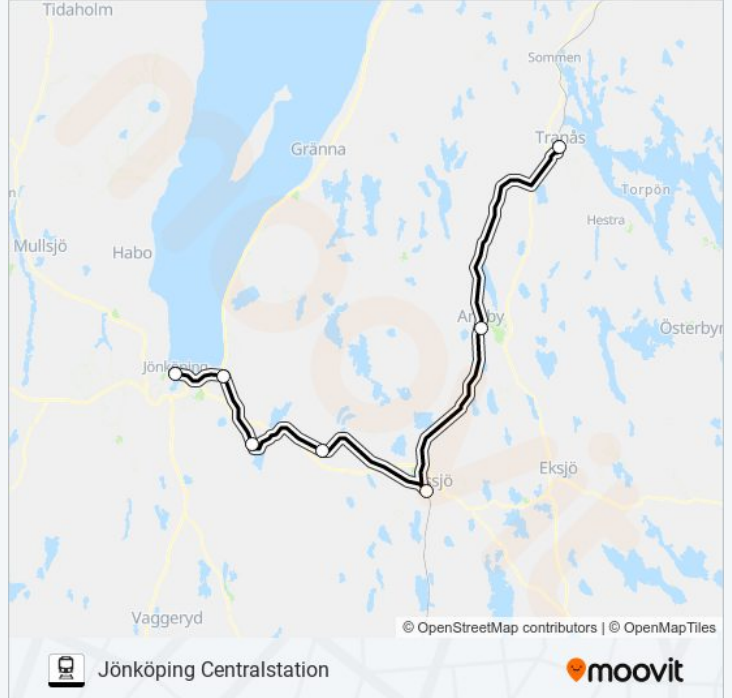 Tidaholm
Sommen
Tranås
Gränna
Torpön
Hestra
Mullsjö
Habo
Österbyr
Jönköping
Eksjö
Vaggeryd
© OpenStreetMap contributors | © OpenMapTiles
Jönköping Centralstation
moovit